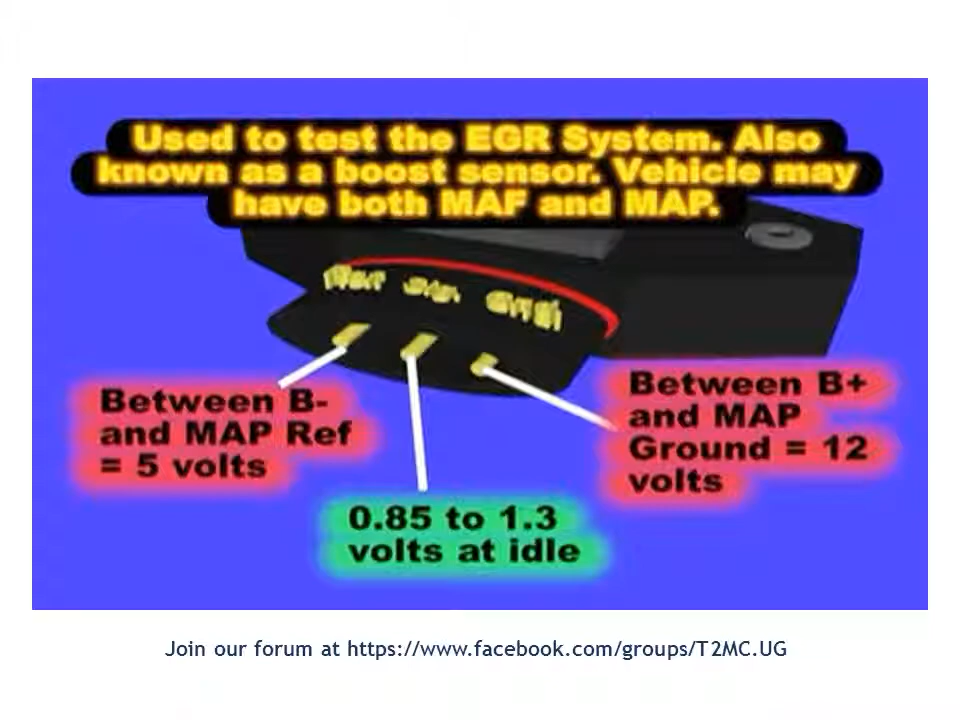 Used to test the EGR System. Also
known as a boost sensor. Vehicle may
have both MAF and MAP.
Between B-
and MAP Ref
= 5 volts
0.85 to 1.3
volts at idle
Between B+
and MAP
Ground = 12
volts
Join our forum at https://www.facebook.com/groups/T2MC.UG